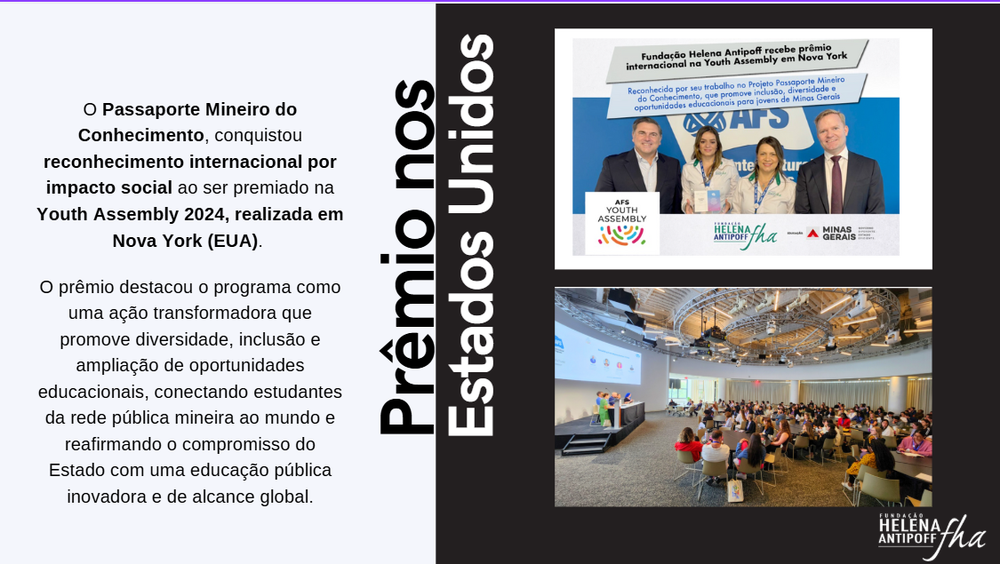 O Passaporte Mineiro do
Conhecimento, conquistou
reconhecimento internacional por
impacto social ao ser premiado na
Youth Assembly 2024, realizada em
Nova York (EUA).
O prêmio destacou o programa como
uma ação transformadora que
promove diversidade, inclusão e
ampliação de oportunidades
educacionais, conectando estudantes
da rede pública mineira ao mundo e
reafirmando o compromisso do
Estado com uma educação pública
inovadora e de alcance global.
Prêmio nos
Estados Unidos
Fundação Helena Antipoff recebe prêmio
internacional na Youth Assembly em Nova York
Reconhecida por seu trabalho no Projeto Passaporte Mineiro
do Conhecimento, que promove inclusão, diversidade e
oportunidades educacionais para jovens de Minas Gerais
AFS
AFS
YOUTH
ASSEMBLY
FUNDAÇÃO
HELENA
ANTIPOFF fha
EDUCAÇÃO
MINAS
GERAIS
FUNDAÇÃO
HELENA
ANTIPOFF fha